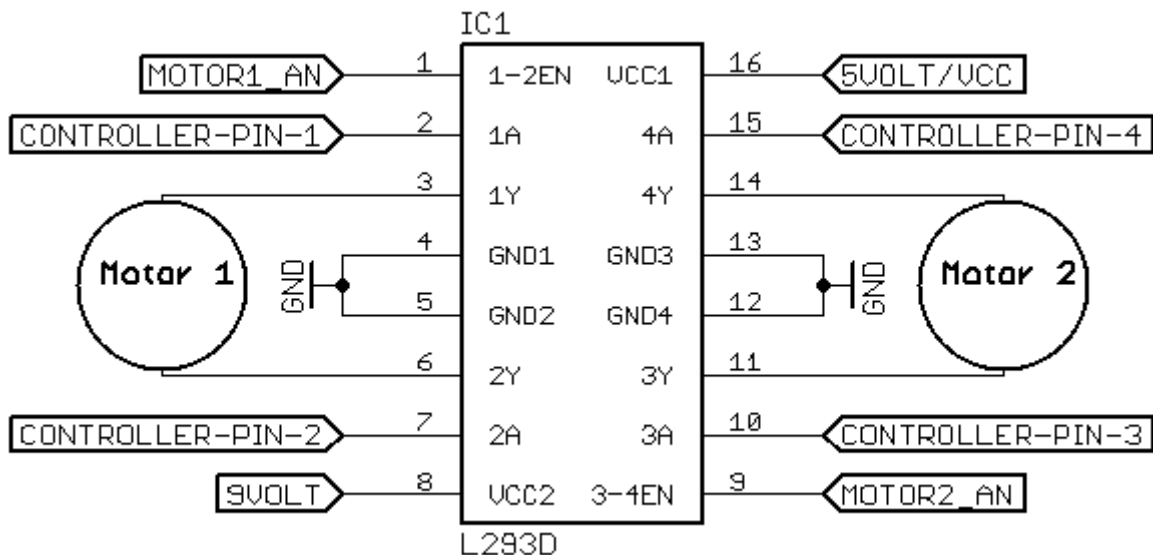 IC1
MOTOR1_AN 1 1-2EN VCC1 16 5VOLT/VCC
CONTROLLER-PIN-1 2 1A 4A 15 CONTROLLER-PIN-4
3 1Y 4Y 14
4 GND1 GND3 13
Motor 1 GND GND Motor 2
5 GND2 GND4 12
6 2Y 3Y 11
CONTROLLER-PIN-2 7 2A 3A 10 CONTROLLER-PIN-3
9VOLT 8 VCC2 3-4EN 9 MOTOR2_AN
L293D